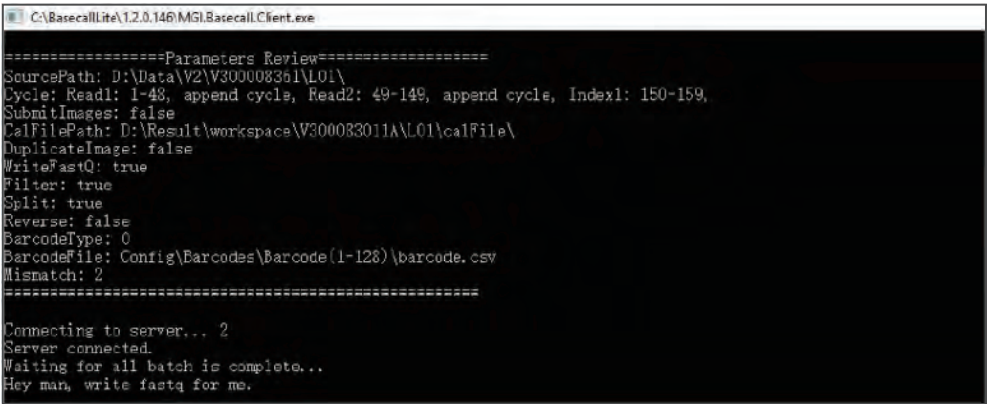 C:\BasecallLite\1.2.0.146\MGI.Basecall.Client.exe
===================Parameters Review====================
SourcePath: D:\Data\V2\V300008361\L01\
Cycle: Read1: 1-48, append cycle, Read2: 49-149, append cycle, Index1: 150-159,
SubmitImages: false
CalFilePath: D:\Result\workspace\V300083011A\L01\calFile\
DuplicateImage: false
WriteFastQ: true
Filter: true
Split: true
Reverse: false
BarcodeType: 0
BarcodeFile: Config\Barcodes\Barcode(1-128)\barcode.csv
Mismatch: 2
========================================================
Connecting to server... 2
Server connected.
Waiting for all batch is complete...
Hey man, write fastq for me.